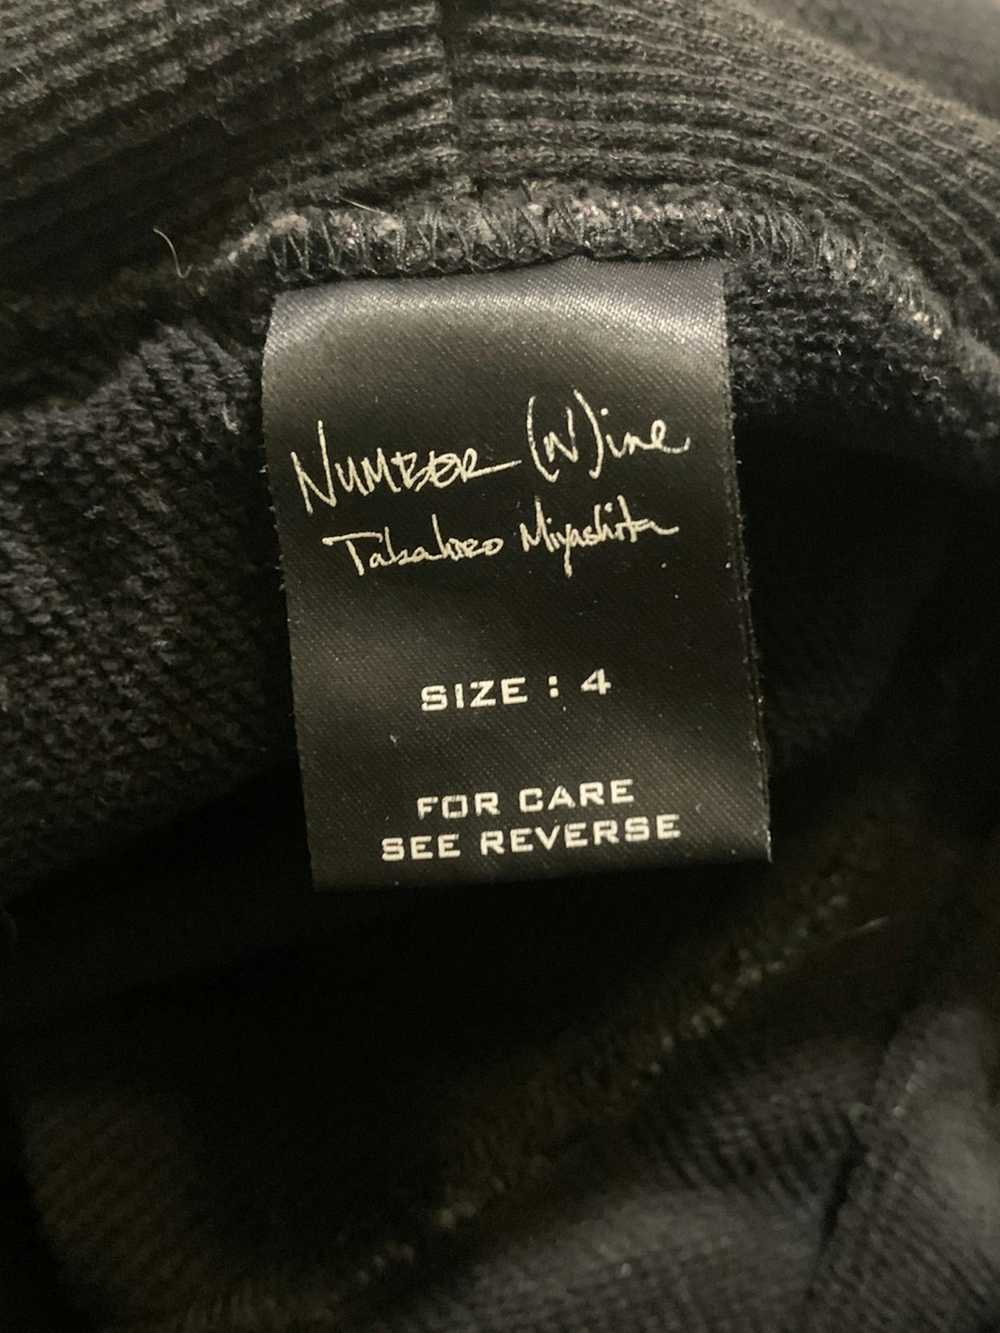 NUMBER (N)ine
Takahiro Miyashita
SIZE : 4
FOR CARE
SEE REVERSE